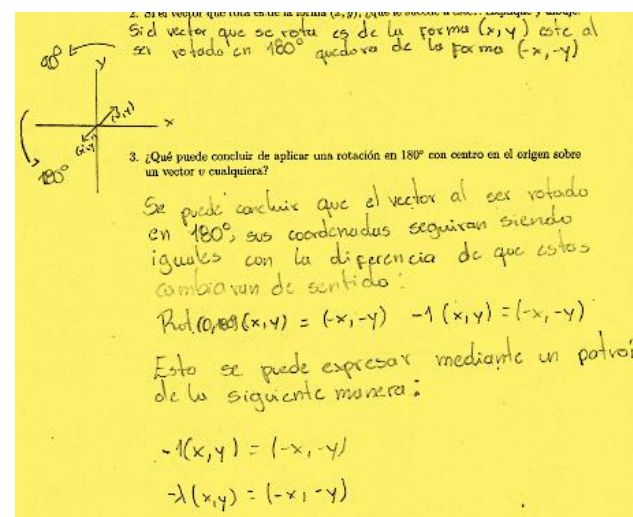 2. Si el vector que rota es de la forma (x, y), ¿qué le sucede a este? Explique y dibuje.
Si el vector que se rota es de la forma (x,y) este al
ser rotado en 180° quedara de la forma (-x,-y)
90°
y
(x,y)
x
(-x,-y)
180°
3. ¿Qué puede concluir de aplicar una rotación en 180° con centro en el origen sobre
un vector v cualquiera?
Se puede concluir que el vector al ser rotado
en 180°, sus coordenadas seguiran siendo
iguales con la diferencia de que estas
cambiaran de sentido:
Rot(0,180)(x,y) = (-x,-y) -1(x,y) = (-x,-y)
Esto se puede expresar mediante un patro
de la siguiente manera:
-1(x,y) = (-x,-y)
-λ(x,y) = (-x,-y)